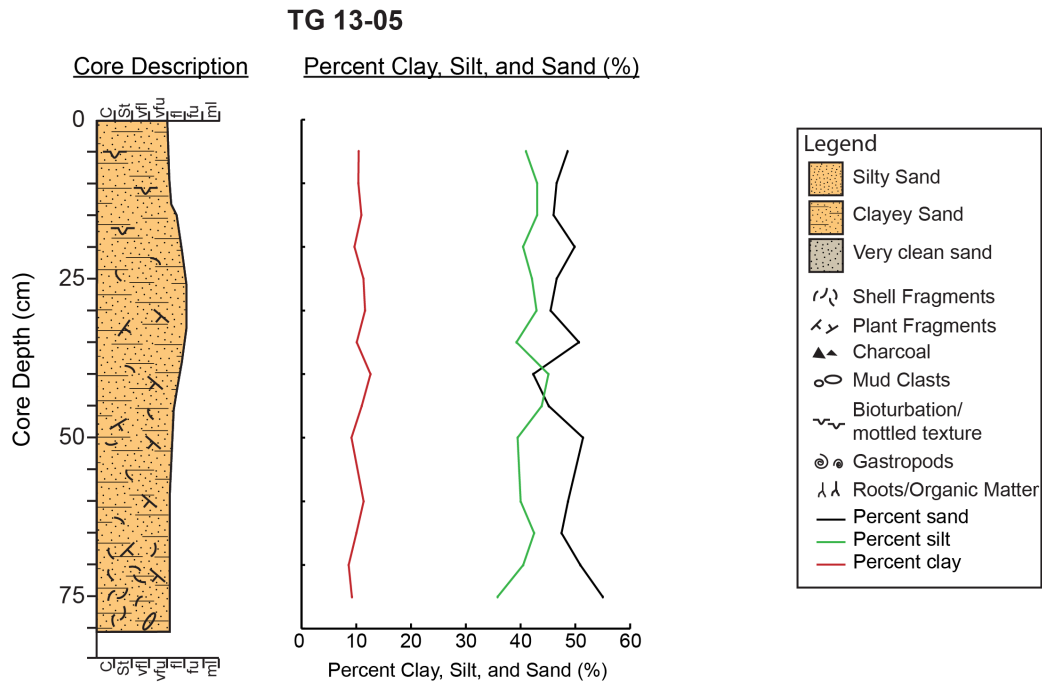 TG 13-05
Core Description
Percent Clay, Silt, and Sand (%)
C St vfl vfu fl fu ml
0
25
50
75
Core Depth (cm)
C St vfl vfu fl fu ml
0 10 20 30 40 50 60
Percent Clay, Silt, and Sand (%)
Legend
Silty Sand
Clayey Sand
Very clean sand
Shell Fragments
Plant Fragments
Charcoal
Mud Clasts
Bioturbation/
mottled texture
Gastropods
Roots/Organic Matter
Percent sand
Percent silt
Percent clay